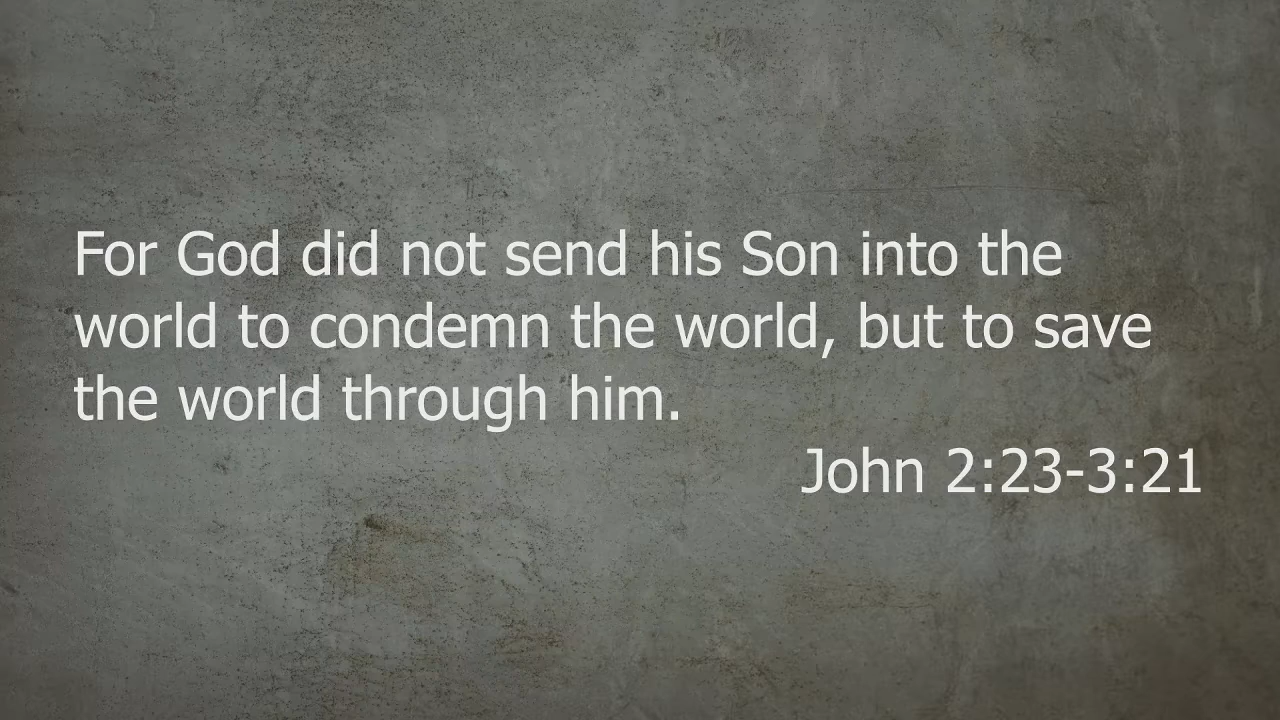 For God did not send his Son into the
world to condemn the world, but to save
the world through him.
John 2:23-3:21